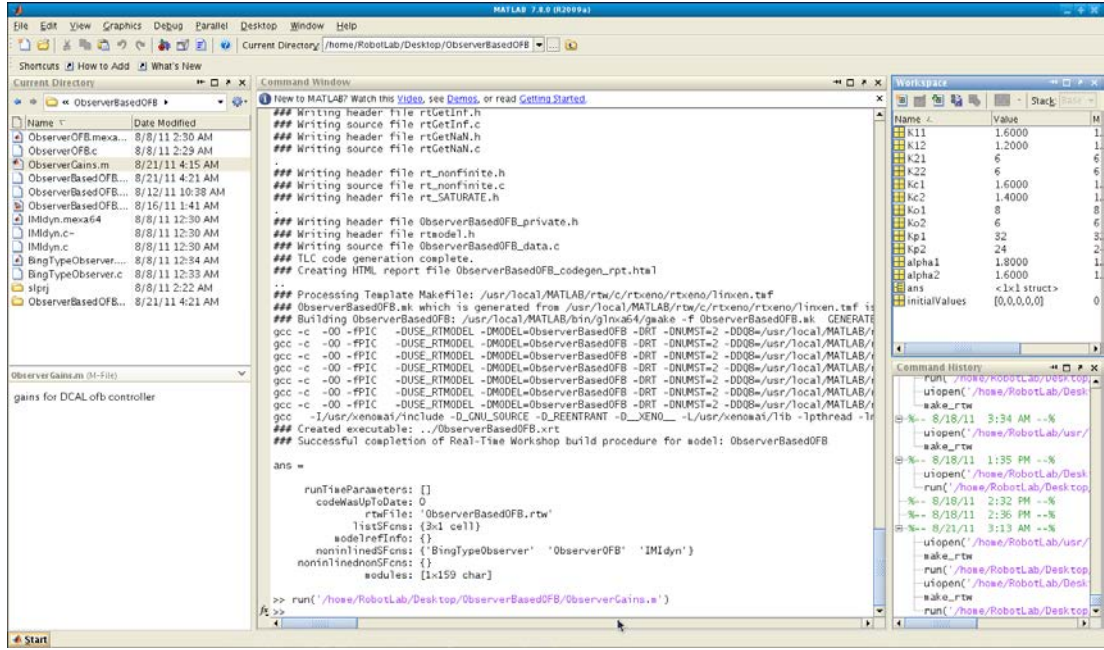 MATLAB 7.8.0 (R2009a)
File Edit View Graphics Debug Parallel Desktop Window Help
Current Directory: /home/RobotLab/Desktop/ObserverBasedOFB
Shortcuts How to Add What's New
Current Directory
« ObserverBasedOFB
Name Date Modified
ObserverOFB.mexa... 8/8/11 2:30 AM
ObserverOFB.c 8/8/11 2:29 AM
ObserverGains.m 8/21/11 4:15 AM
ObserverBasedOFB.... 8/21/11 4:21 AM
ObserverBasedOFB.... 8/12/11 10:38 AM
ObserverBasedOFB.... 8/16/11 1:41 AM
IMIdyn.mexa64 8/8/11 12:30 AM
IMIdyn.c~ 8/8/11 12:30 AM
IMIdyn.c 8/8/11 12:30 AM
BingTypeObserver.... 8/8/11 12:34 AM
BingTypeObserver.c 8/8/11 12:33 AM
slprj 8/8/11 2:22 AM
ObserverBasedOFB... 8/21/11 4:21 AM
ObserverGains.m (M-File)
gains for DCAL ofb controller
Command Window
New to MATLAB? Watch this Video, see Demos, or read Getting Started.
### Writing header file rtGetInf.h
### Writing source file rtGetInf.c
### Writing header file rtGetNaN.h
### Writing source file rtGetNaN.c
.
### Writing header file rt_nonfinite.h
### Writing source file rt_nonfinite.c
### Writing header file rt_SATURATE.h
.
### Writing header file ObserverBasedOFB_private.h
### Writing header file rtmodel.h
### Writing source file ObserverBasedOFB_data.c
### TLC code generation complete.
### Creating HTML report file ObserverBasedOFB_codegen_rpt.html
..
### Processing Template Makefile: /usr/local/MATLAB/rtw/c/rtxeno/rtxeno/linxen.tmf
### ObserverBasedOFB.mk which is generated from /usr/local/MATLAB/rtw/c/rtxeno/rtxeno/linxen.tmf is
### Building ObserverBasedOFB: /usr/local/MATLAB/bin/glnxa64/gmake -f ObserverBasedOFB.mk GENERATE
gcc -c -O0 -fPIC -DUSE_RTMODEL -DMODEL=ObserverBasedOFB -DRT -DNUMST=2 -DDOB=/usr/local/MATLAB/r
gcc -c -O0 -fPIC -DUSE_RTMODEL -DMODEL=ObserverBasedOFB -DRT -DNUMST=2 -DDOB=/usr/local/MATLAB/r
gcc -c -O0 -fPIC -DUSE_RTMODEL -DMODEL=ObserverBasedOFB -DRT -DNUMST=2 -DDOB=/usr/local/MATLAB/r
gcc -c -O0 -fPIC -DUSE_RTMODEL -DMODEL=ObserverBasedOFB -DRT -DNUMST=2 -DDOB=/usr/local/MATLAB/r
gcc -c -O0 -fPIC -DUSE_RTMODEL -DMODEL=ObserverBasedOFB -DRT -DNUMST=2 -DDOB=/usr/local/MATLAB/r
gcc -c -O0 -fPIC -DUSE_RTMODEL -DMODEL=ObserverBasedOFB -DRT -DNUMST=2 -DDOB=/usr/local/MATLAB/r
gcc -I/usr/xenomai/include -D_GNU_SOURCE -D_REENTRANT -D__XENO__ -L/usr/xenomai/lib -lpthread -lr
### Created executable: ../ObserverBasedOFB.xrt
### Successful completion of Real-Time Workshop build procedure for model: ObserverBasedOFB
ans =
runTimeParameters: []
codeWasUpToDate: 0
rtwFile: 'ObserverBasedOFB.rtw'
listSFcns: {3x1 cell}
modelrefInfo: {}
noninlinedSFcns: {'BingTypeObserver' 'ObserverOFB' 'IMIdyn'}
noninlinednonSFcns: {}
modules: [1x159 char]
>> run('/home/RobotLab/Desktop/ObserverBasedOFB/ObserverGains.m')
fx >>
Workspace
Stack: Base
Name Value M
K11 1.6000 1.
K12 1.2000 1.
K21 6 6
K22 6 6
Kc1 1.6000 1.
Kc2 1.4000 1.
Ko1 8 8
Ko2 6 6
Kp1 32 3.
Kp2 24 2
alpha1 1.8000 1.
alpha2 1.6000 1.
ans <1x1 struct>
initialValues [0,0,0,0,0] 0
Command History
run('/home/RobotLab/Desktop,
uiopen('/home/RobotLab/Desk
make_rtw
%-- 8/18/11 3:34 AM --%
uiopen('/home/RobotLab/usr/
make_rtw
%-- 8/18/11 1:35 PM --%
uiopen('/home/RobotLab/Desk
run('/home/RobotLab/Desktop,
%-- 8/18/11 2:32 PM --%
%-- 8/18/11 2:36 PM --%
%-- 8/21/11 3:13 AM --%
uiopen('/home/RobotLab/usr/
make_rtw
run('/home/RobotLab/Desktop,
uiopen('/home/RobotLab/Desk
make_rtw
run('/home/RobotLab/Desktop
Start